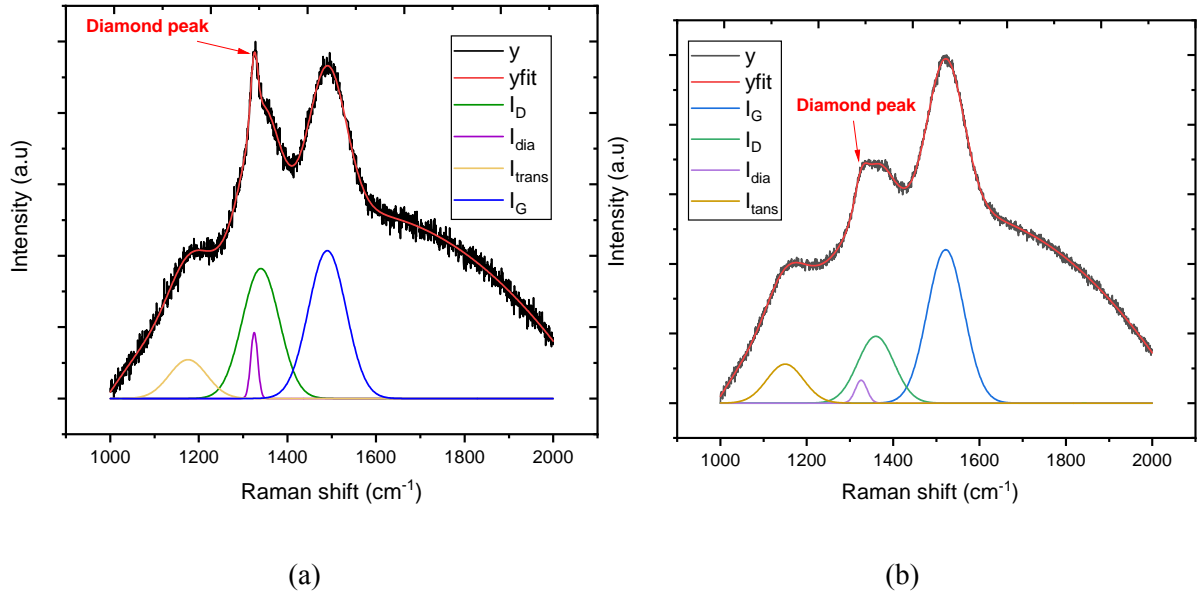 Diamond peak
y
yfit
I_D
I_dia
I_trans
I_G
Intensity (a.u)
1000
1200
1400
1600
1800
2000
Raman shift (cm⁻¹)
(a)
y
yfit
I_G
I_D
I_dia
I_tans
Diamond peak
Intensity (a.u)
1000
1200
1400
1600
1800
2000
Raman shift (cm⁻¹)
(b)